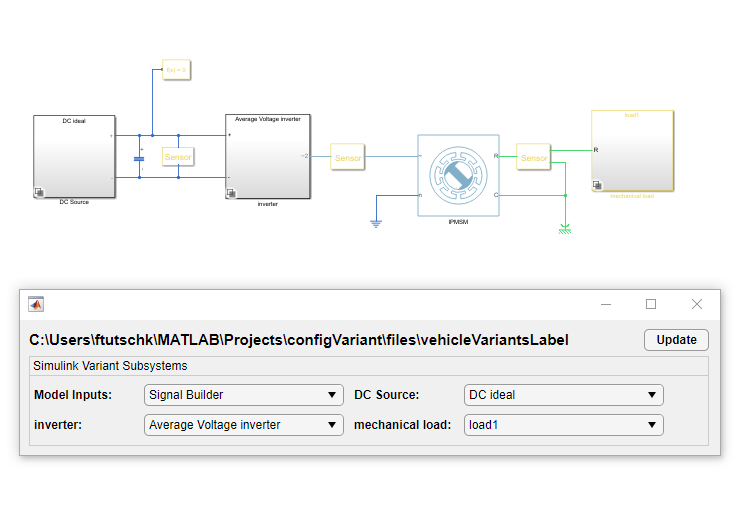 f(x) = 0
DC ideal
+
-
DC Source
+
-
Sensor
Average Voltage inverter
+
-
~2
inverter
Sensor
~
n
R
C
IPMSM
Sensor
load1
R
mechanical load
C:\Users\ftutschk\MATLAB\Projects\configVariant\files\vehicleVariantsLabel
Update
Simulink Variant Subsystems
Model Inputs: Signal Builder DC Source: DC ideal
inverter: Average Voltage inverter mechanical load: load1